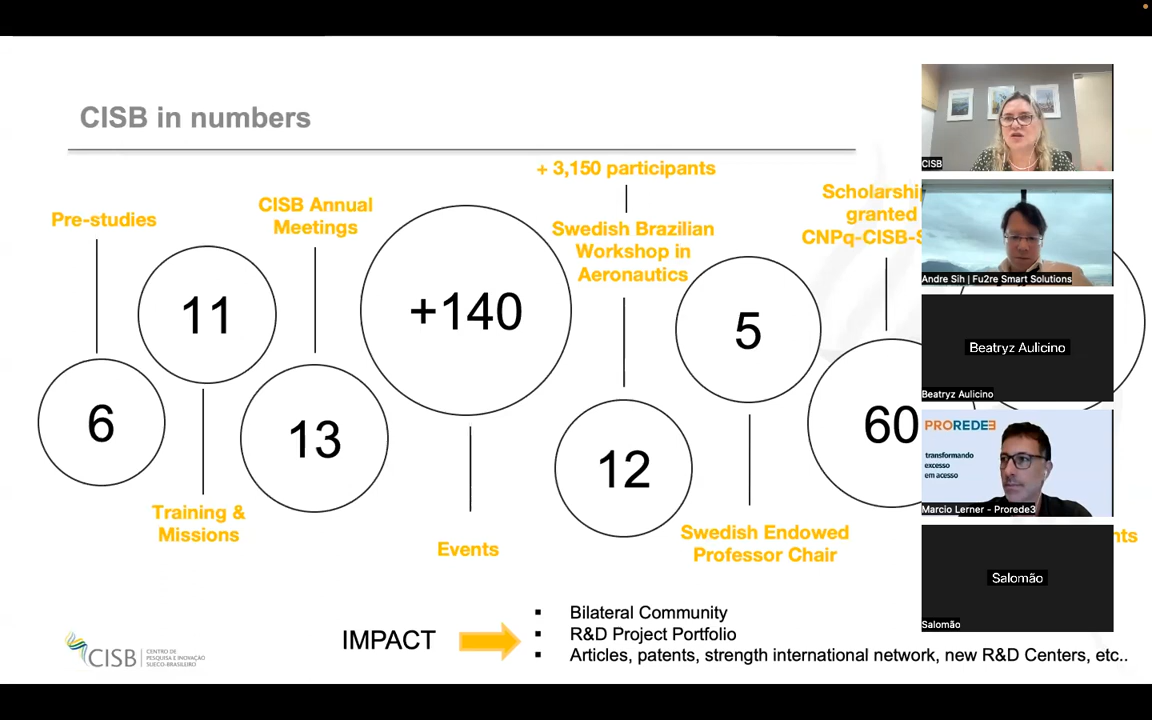 CISB in numbers
+ 3,150 participants
Pre-studies
CISB Annual
Meetings
Swedish Brazilian
Workshop in
Aeronautics
granted
6
11
13
+140
12
5
60
Training &
Missions
Events
Swedish Endowed
Professor Chair
IMPACT
▪ Bilateral Community
▪ R&D Project Portfolio
▪ Articles, patents, strength international network, new R&D Centers, etc..
CISB
CENTRO DE
PESQUISA E INOVAÇÃO
SUECO-BRASILEIRO
CISB
Andre Sih | Fu2re Smart Solutions
Beatryz Aulicino
Beatryz Aulicino
PROREDE3
transformando
excesso
em acesso
Marcio Lerner - Prorede3
Salomão
Salomão